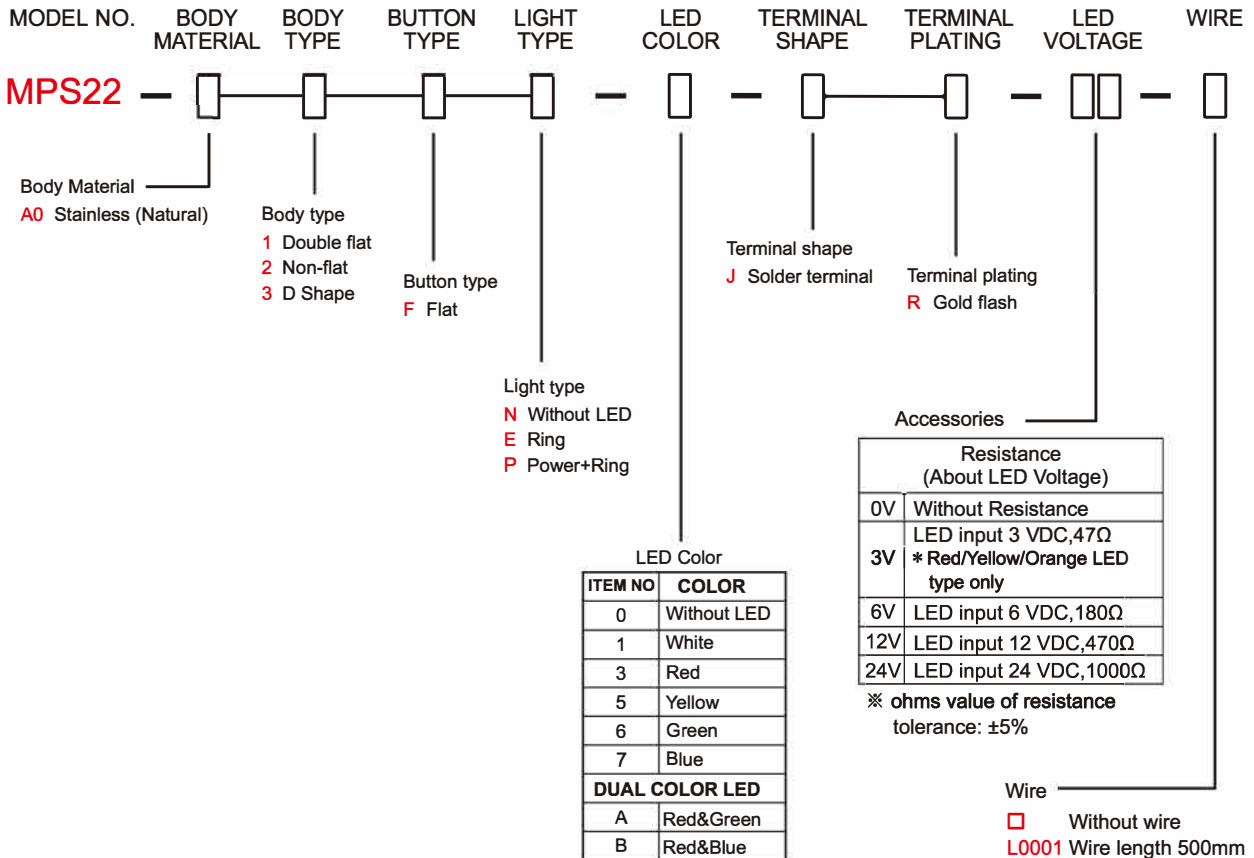 MODEL NO. BODY MATERIAL BODY TYPE BUTTON TYPE LIGHT TYPE LED COLOR TERMINAL SHAPE TERMINAL PLATING LED VOLTAGE WIRE
MPS22
Body Material
A0 Stainless (Natural)
Body type
1 Double flat
2 Non-flat
3 D Shape
Button type
F Flat
Light type
N Without LED
E Ring
P Power+Ring
LED Color
ITEM NO COLOR
0 Without LED
1 White
3 Red
5 Yellow
6 Green
7 Blue
DUAL COLOR LED
A Red&Green
B Red&Blue
Terminal shape
J Solder terminal
Terminal plating
R Gold flash
Accessories
Resistance
(About LED Voltage)
0V Without Resistance
3V LED input 3 VDC,47Ω
* Red/Yellow/Orange LED
type only
6V LED input 6 VDC,180Ω
12V LED input 12 VDC,470Ω
24V LED input 24 VDC,1000Ω
※ ohms value of resistance
tolerance: ±5%
Wire
□ Without wire
L0001 Wire length 500mm